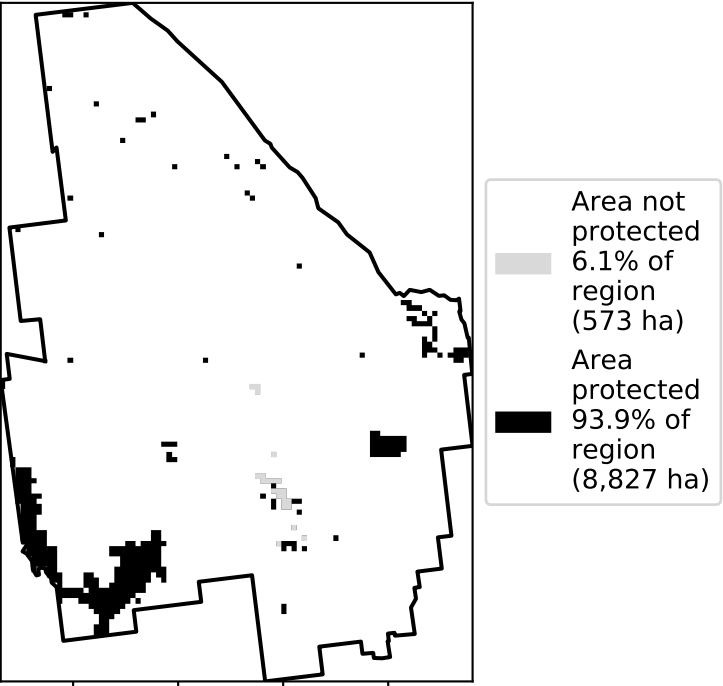 Area not
protected
6.1% of
region
(573 ha)
Area
protected
93.9% of
region
(8,827 ha)